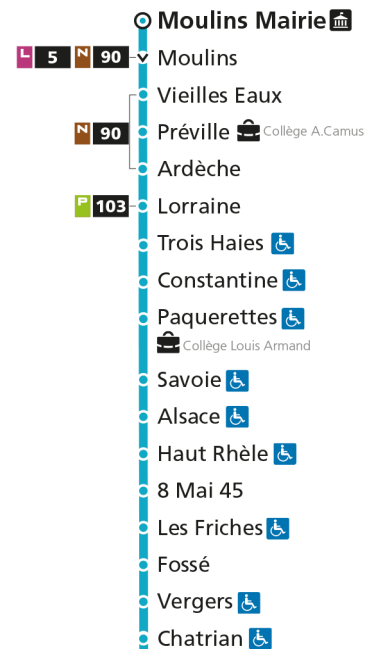 Moulins Mairie
L 5 N 90 Moulins
Vieilles Eaux
N 90 Préville Collège A.Camus
Ardèche
P 103 Lorraine
Trois Haies
Constantine
Paquerettes
Collège Louis Armand
Savoie
Alsace
Haut Rhèle
8 Mai 45
Les Friches
Fossé
Vergers
Chatrian